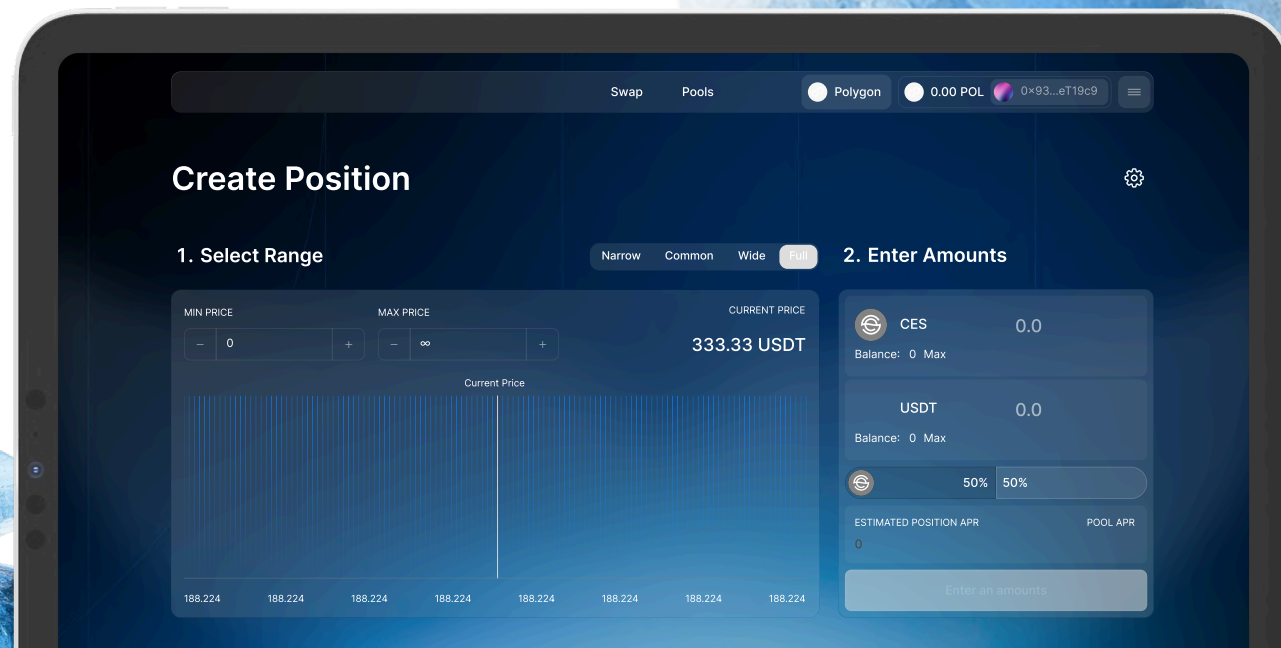 Swap Pools Polygon 0.00 POL 0×93...eT19c9
Create Position
1. Select Range Narrow Common Wide Full
2. Enter Amounts
MIN PRICE MAX PRICE CURRENT PRICE
− 0 + − ∞ + 333.33 USDT
Current Price
188.224 188.224 188.224 188.224 188.224 188.224 188.224 188.224
CES 0.0
Balance: 0 Max
USDT 0.0
Balance: 0 Max
50% 50%
ESTIMATED POSITION APR POOL APR
0
Enter an amounts